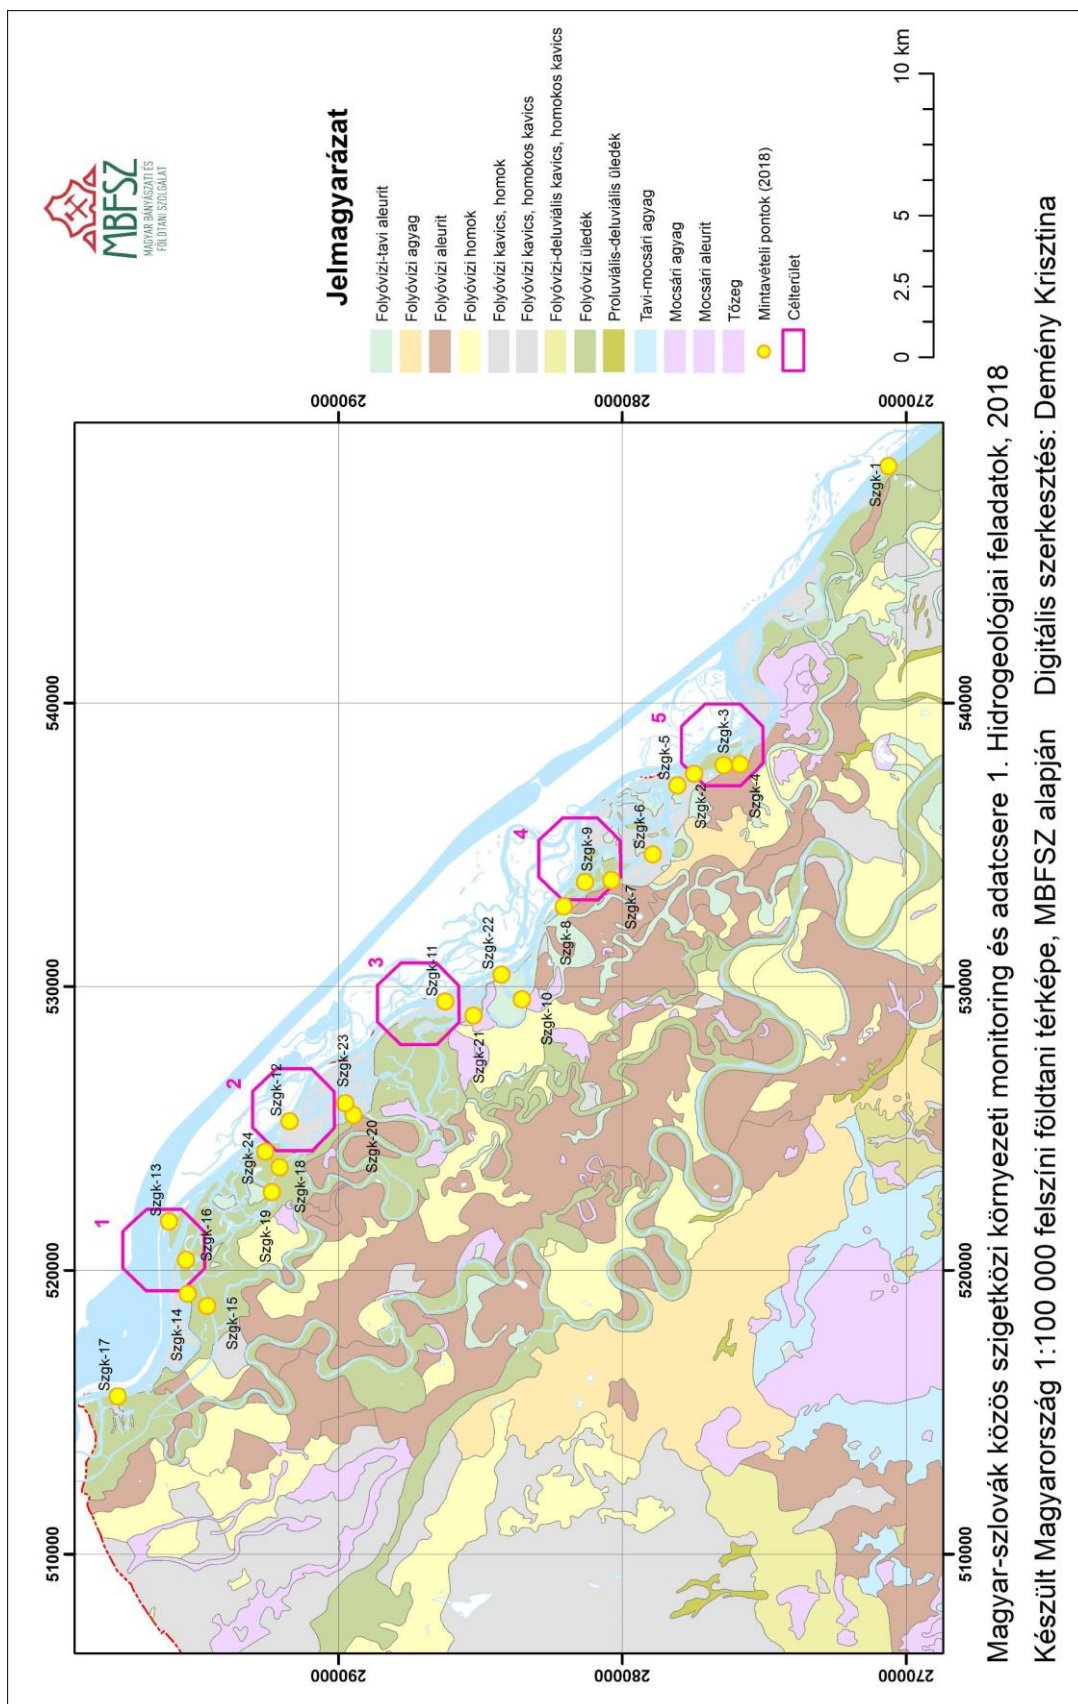 MBFSZ
MAGYAR BÁNYÁSZATI ÉS
FÖLDTANI SZOLGÁLAT
Jelmagyarázat
Folyóvízi-tavi aleurit
Folyóvízi agyag
Folyóvízi aleurit
Folyóvízi homok
Folyóvízi kavics, homok
Folyóvízi kavics, homokos kavics
Folyóvízi-deluviális kavics, homokos kavics
Folyóvízi üledék
Proluviális-deluviális üledék
Tavi-mocsári agyag
Mocsári agyag
Mocsári aleurit
Tőzeg
Mintavételi pontok (2018)
Célterület
0 2.5 5 10 km
510000 520000 530000 540000
290000
280000
270000
290000
280000
270000
510000 520000 530000 540000
1
2
3
4
5
Szgk-17
Szgk-14
Szgk-15
Szgk-16
Szgk-13
Szgk-24
Szgk-19
Szgk-18
Szgk-12
Szgk-23
Szgk-20
Szgk-11
Szgk-21
Szgk-22
Szgk-10
Szgk-8
Szgk-9
Szgk-7
Szgk-6
Szgk-5
Szgk-2
Szgk-3
Szgk-4
Szgk-1
Magyar-szlovák közös szigetközi környezeti monitoring és adatcsere 1. Hidrogeológiai feladatok, 2018
Készült Magyarország 1:100 000 felszíni földtani térképe, MBFSZ alapján Digitális szerkesztés: Demény Krisztina